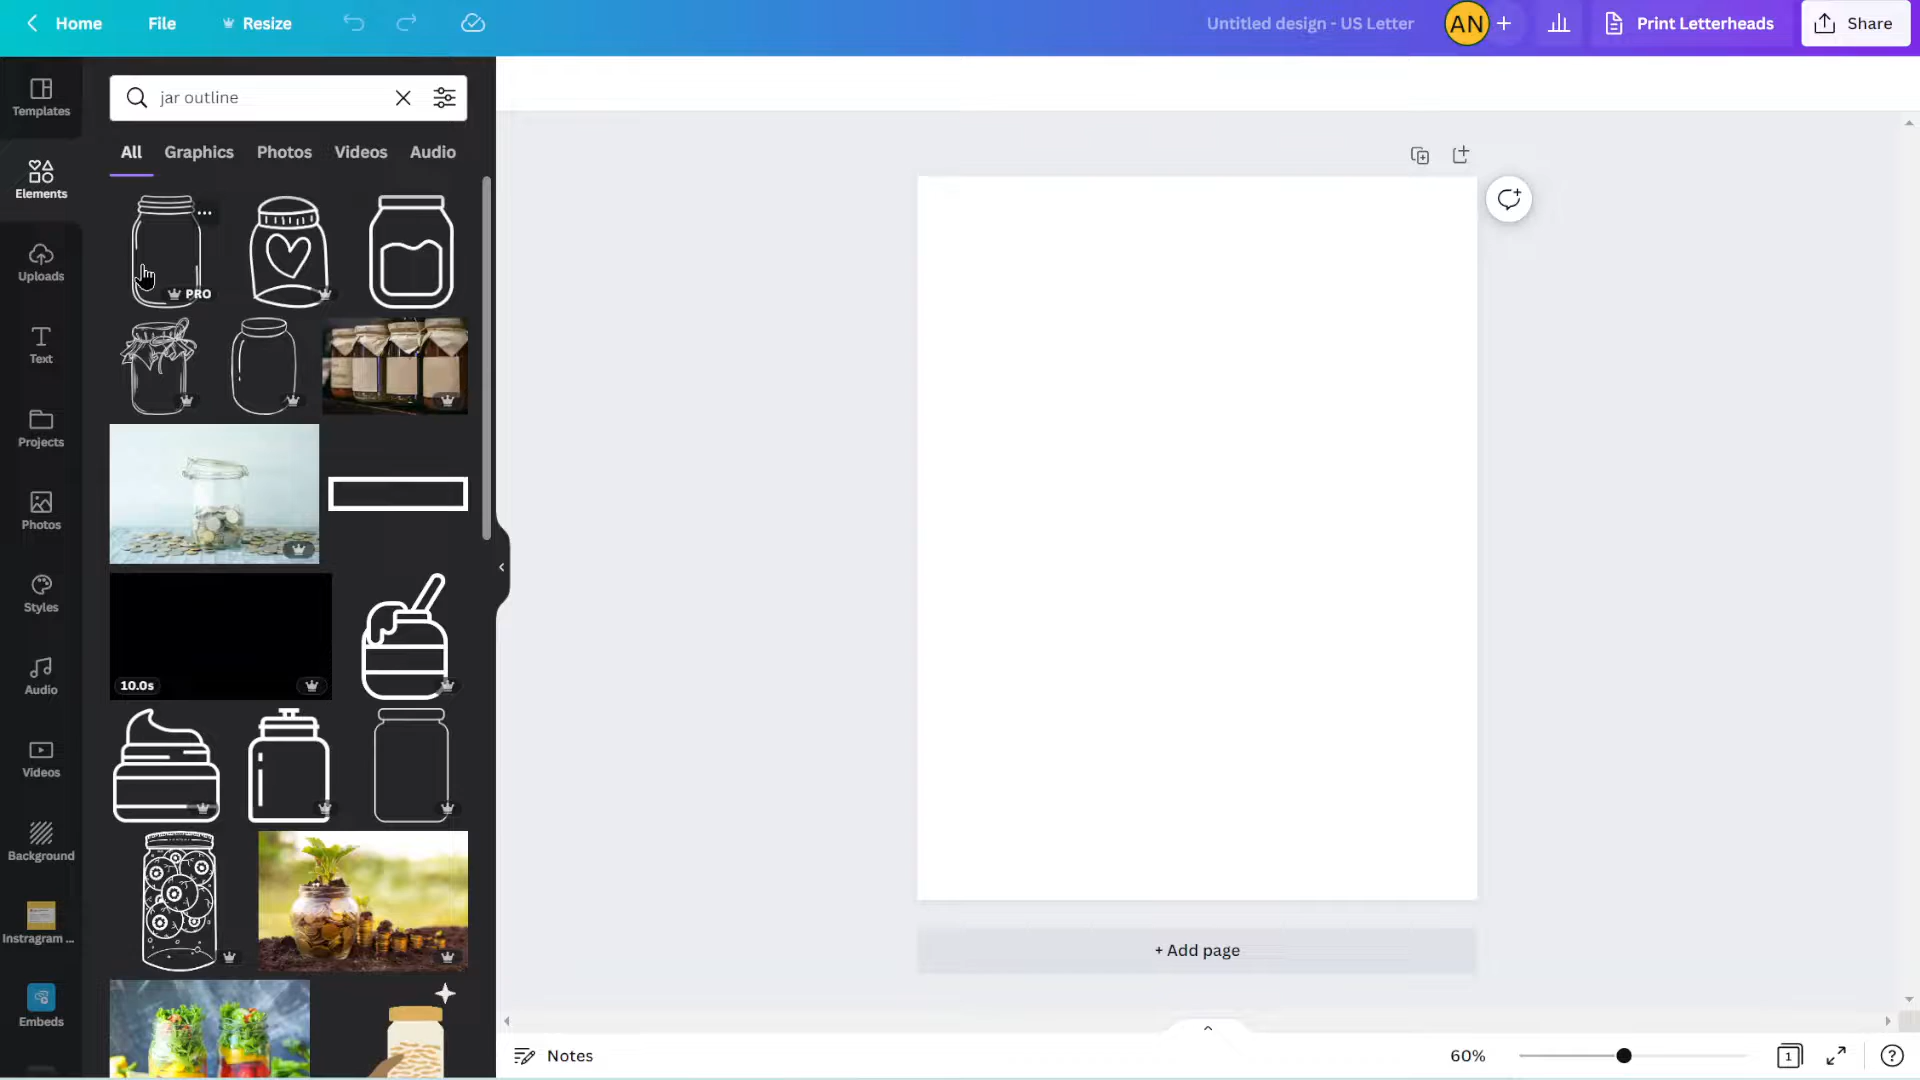 Home
File
Resize
Untitled design - US Letter
AN
Print Letterheads
Share
Templates
Elements
Uploads
Text
Projects
Photos
Styles
Audio
Videos
Background
Instragram ...
Embeds
jar outline
All
Graphics
Photos
Videos
Audio
PRO
10.0s
+ Add page
Notes
60%
1